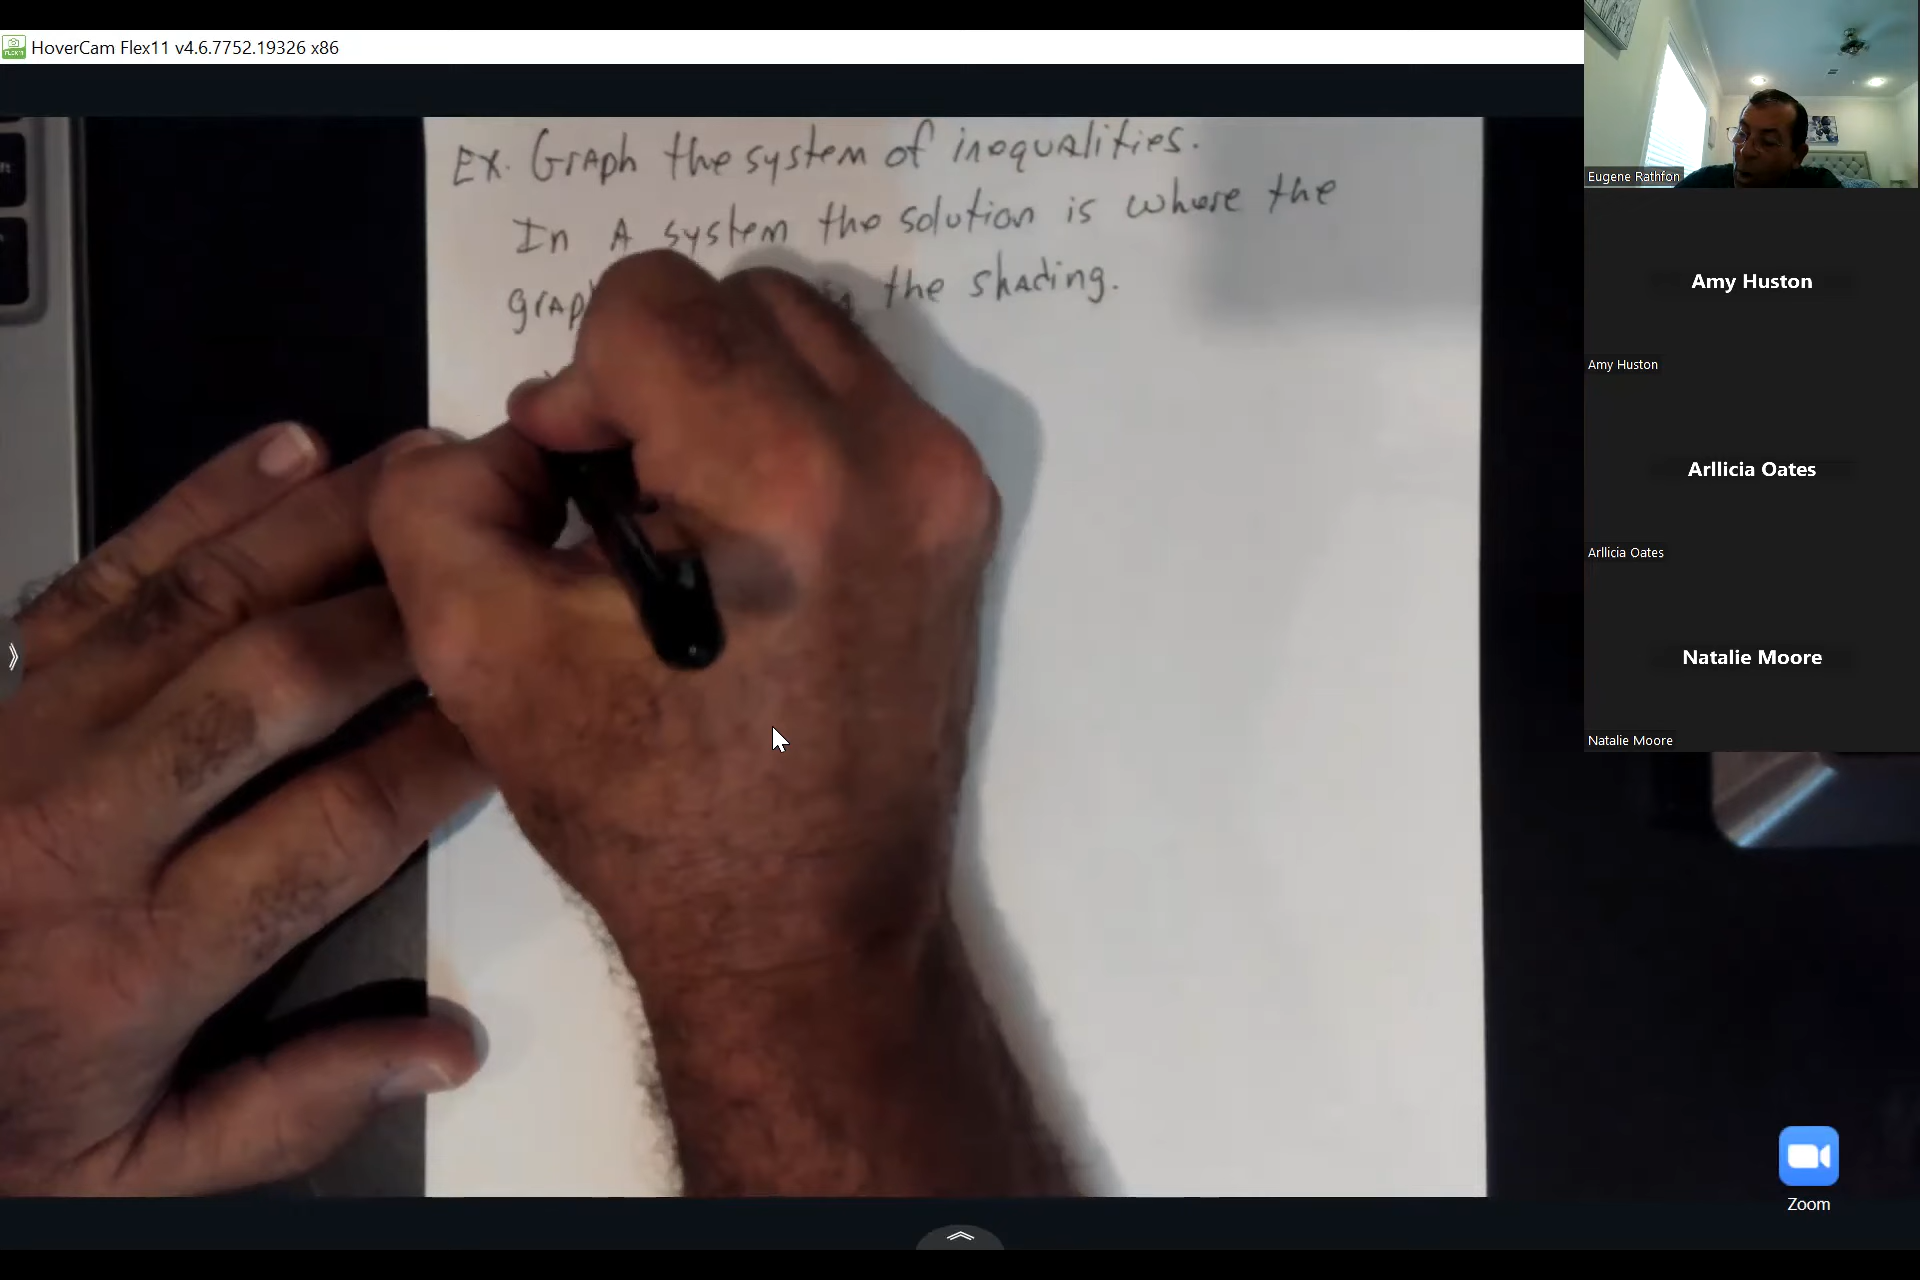 HoverCam Flex11 v4.6.7752.19326 x86
Ex. Graph the system of inequalities.
In A system the solution is where the
the shading.
Eugene Rathfon
Amy Huston
Amy Huston
Arllicia Oates
Arllicia Oates
Natalie Moore
Natalie Moore
Zoom